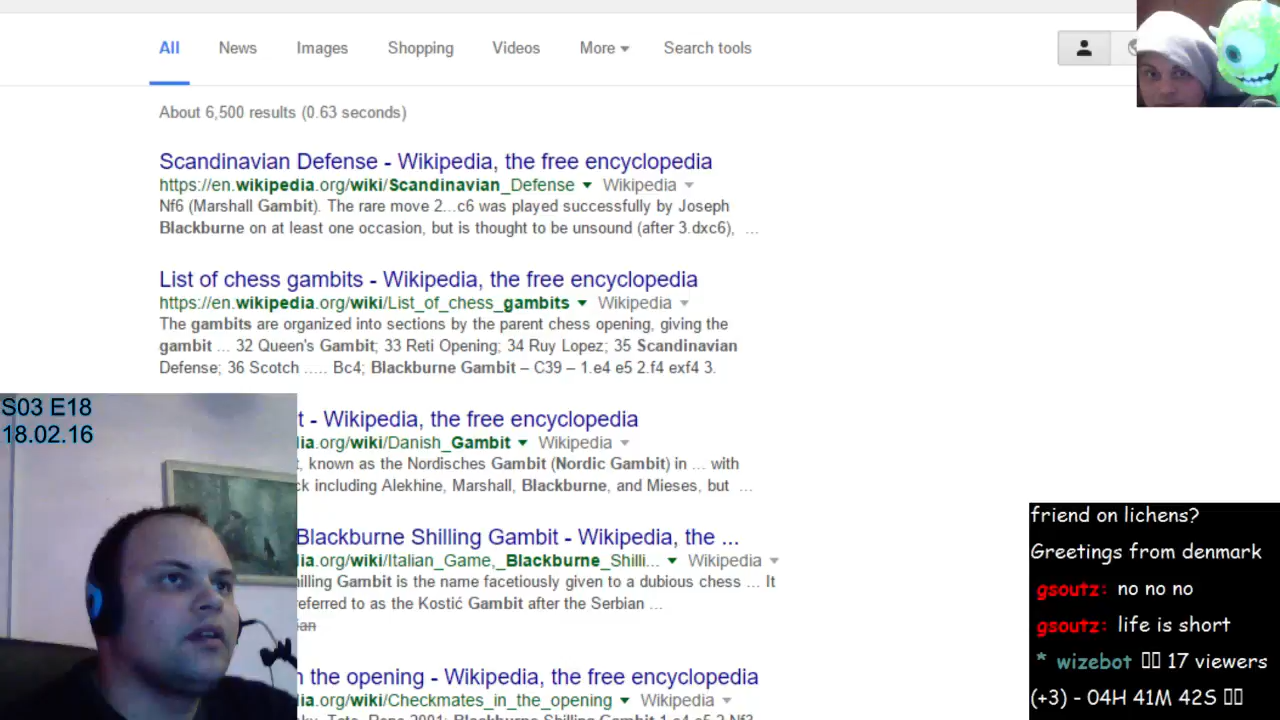 All News Images Shopping Videos More Search tools
About 6,500 results (0.63 seconds)
Scandinavian Defense - Wikipedia, the free encyclopedia
https://en.wikipedia.org/wiki/Scandinavian_Defense Wikipedia
Nf6 (Marshall Gambit). The rare move 2...c6 was played successfully by Joseph
Blackburne on at least one occasion, but is thought to be unsound (after 3.dxc6), ...
List of chess gambits - Wikipedia, the free encyclopedia
https://en.wikipedia.org/wiki/List_of_chess_gambits Wikipedia
The gambits are organized into sections by the parent chess opening, giving the
gambit ... 32 Queen's Gambit; 33 Reti Opening; 34 Ruy Lopez; 35 Scandinavian
Defense; 36 Scotch ..... Bc4; Blackburne Gambit – C39 – 1.e4 e5 2.f4 exf4 3.
S03 E18
18.02.16
t - Wikipedia, the free encyclopedia
ia.org/wiki/Danish_Gambit Wikipedia
, known as the Nordisches Gambit (Nordic Gambit) in ... with
ck including Alekhine, Marshall, Blackburne, and Mieses, but ...
Blackburne Shilling Gambit - Wikipedia, the ...
ia.org/wiki/Italian_Game,_Blackburne_Shilli... Wikipedia
illing Gambit is the name facetiously given to a dubious chess ... It
eferred to as the Kostić Gambit after the Serbian ...
ian
n the opening - Wikipedia, the free encyclopedia
ia.org/wiki/Checkmates_in_the_opening Wikipedia
friend on lichens?
Greetings from denmark
gsoutz: no no no
gsoutz: life is short
* wizebot 17 viewers
(+3) - 04H 41M 42S